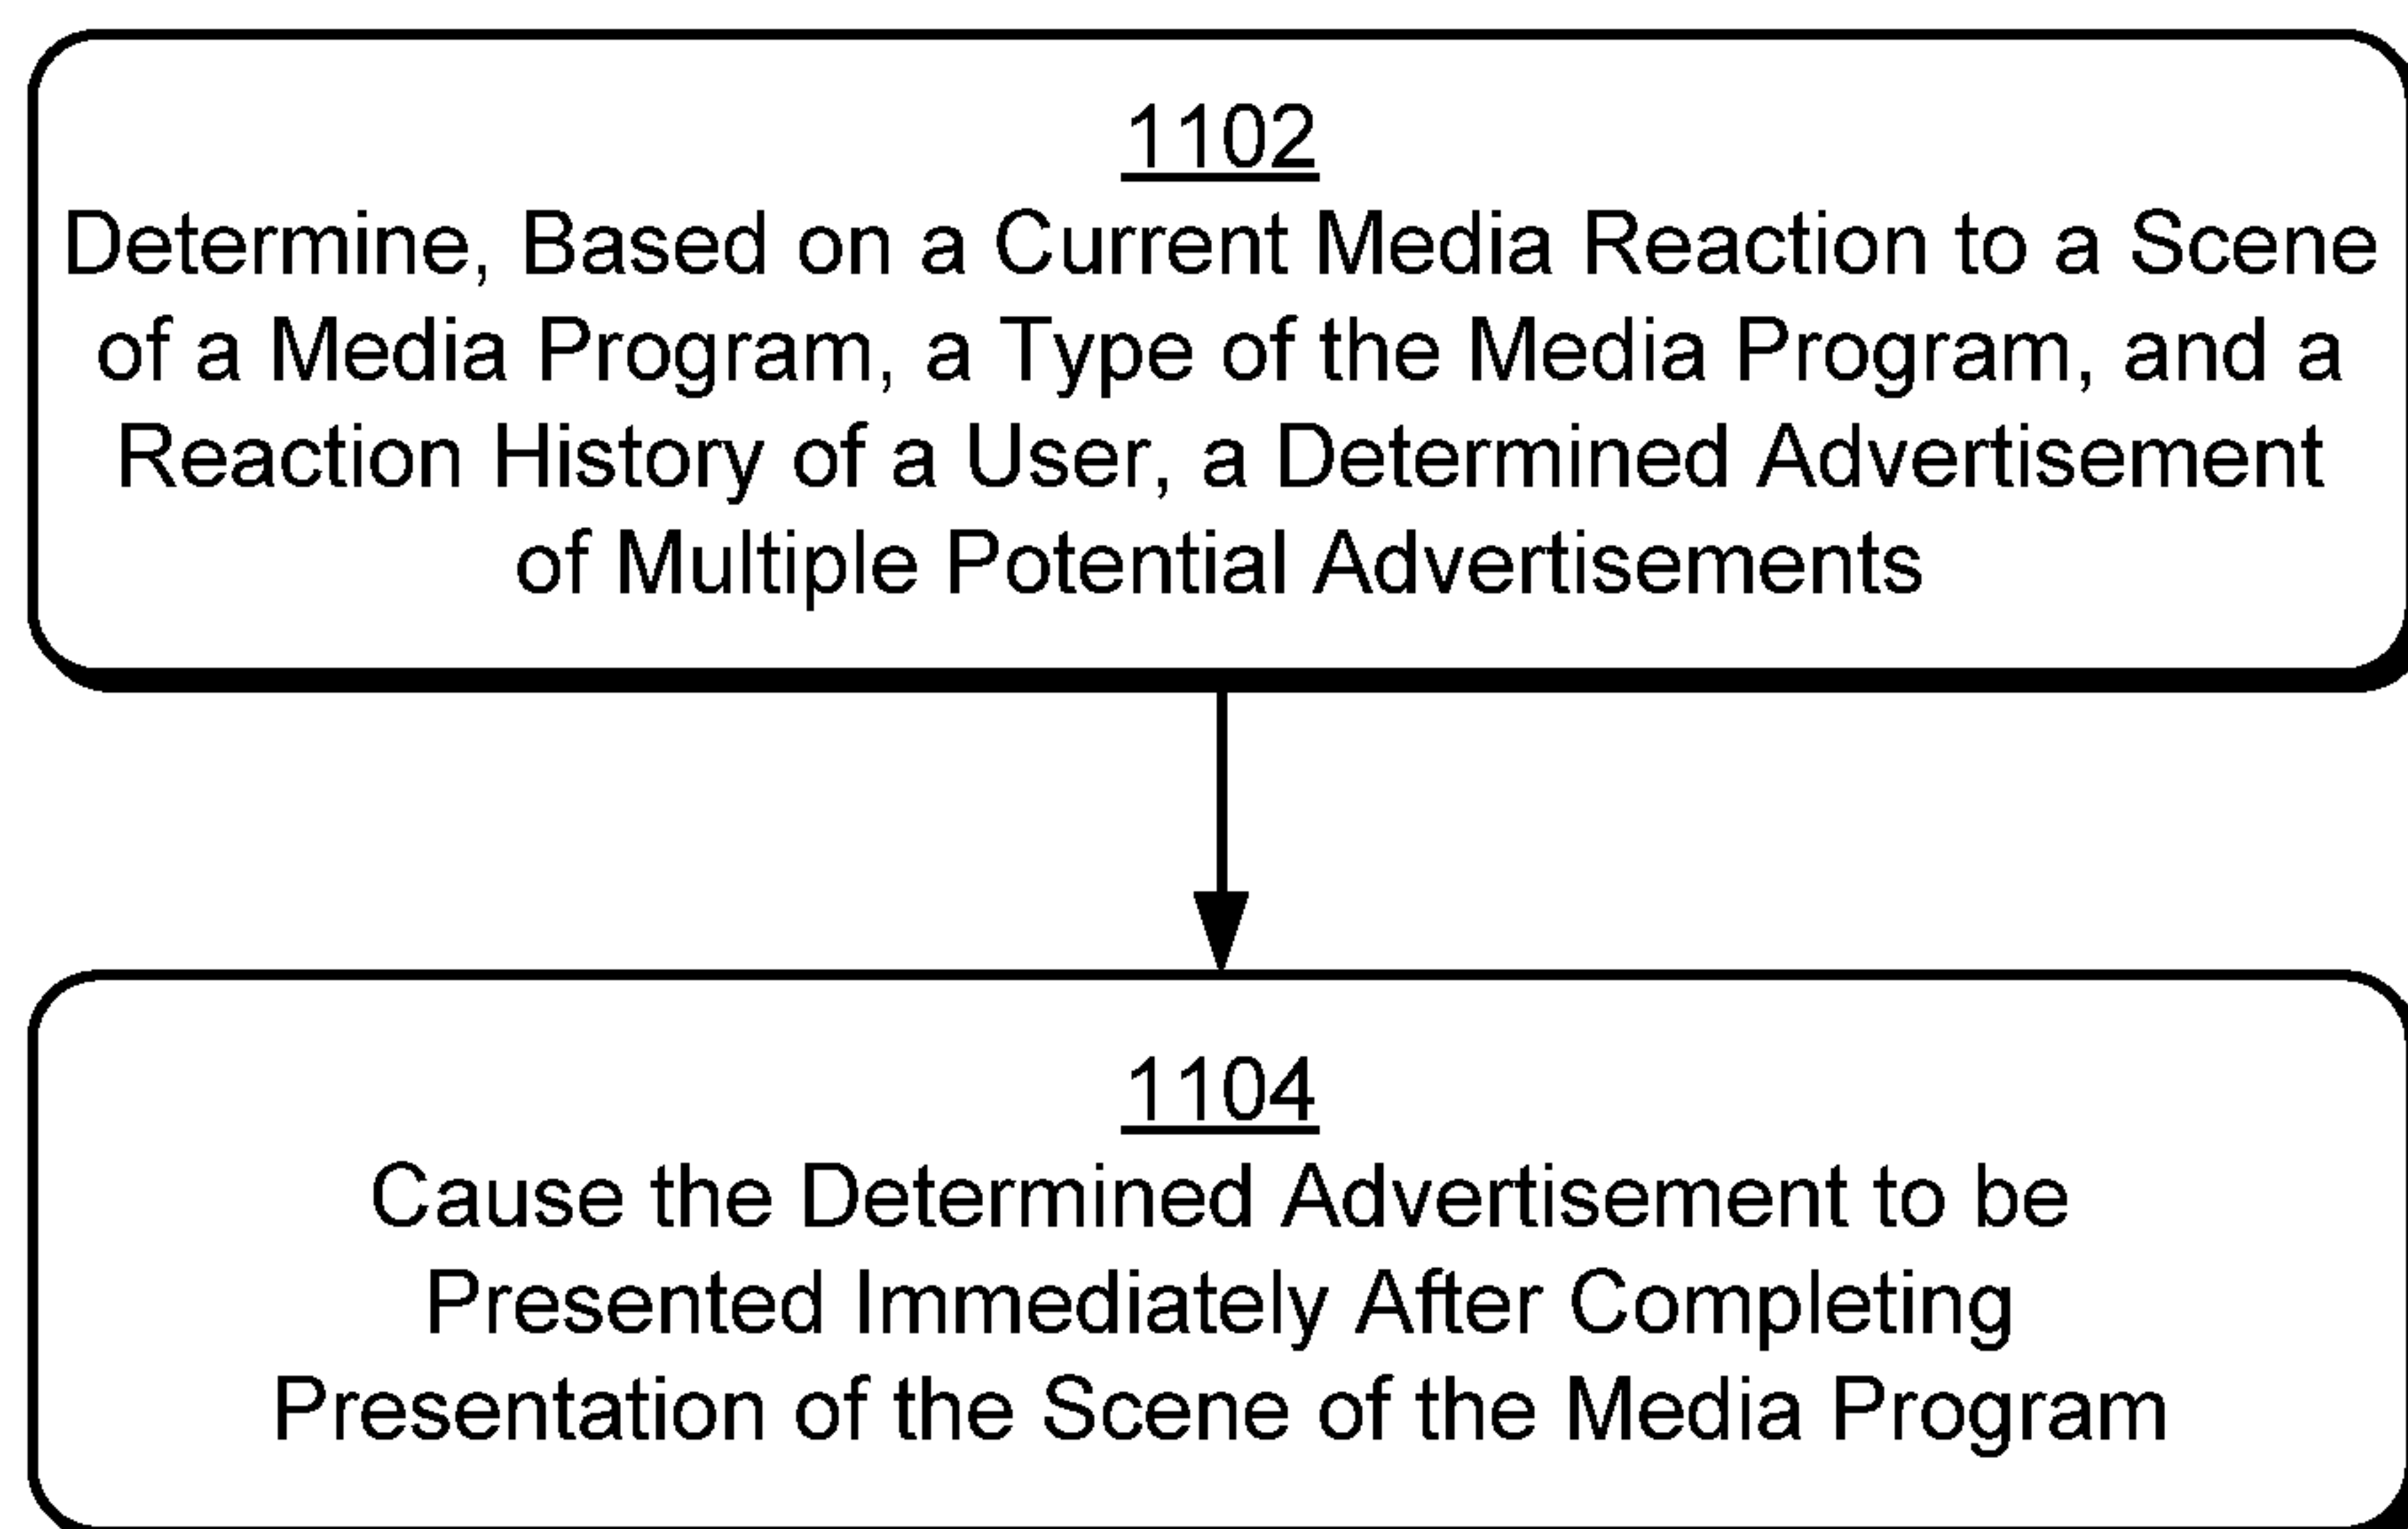 1102
Determine, Based on a Current Media Reaction to a Scene
of a Media Program, a Type of the Media Program, and a
Reaction History of a User, a Determined Advertisement
of Multiple Potential Advertisements
1104
Cause the Determined Advertisement to be
Presented Immediately After Completing
Presentation of the Scene of the Media Program